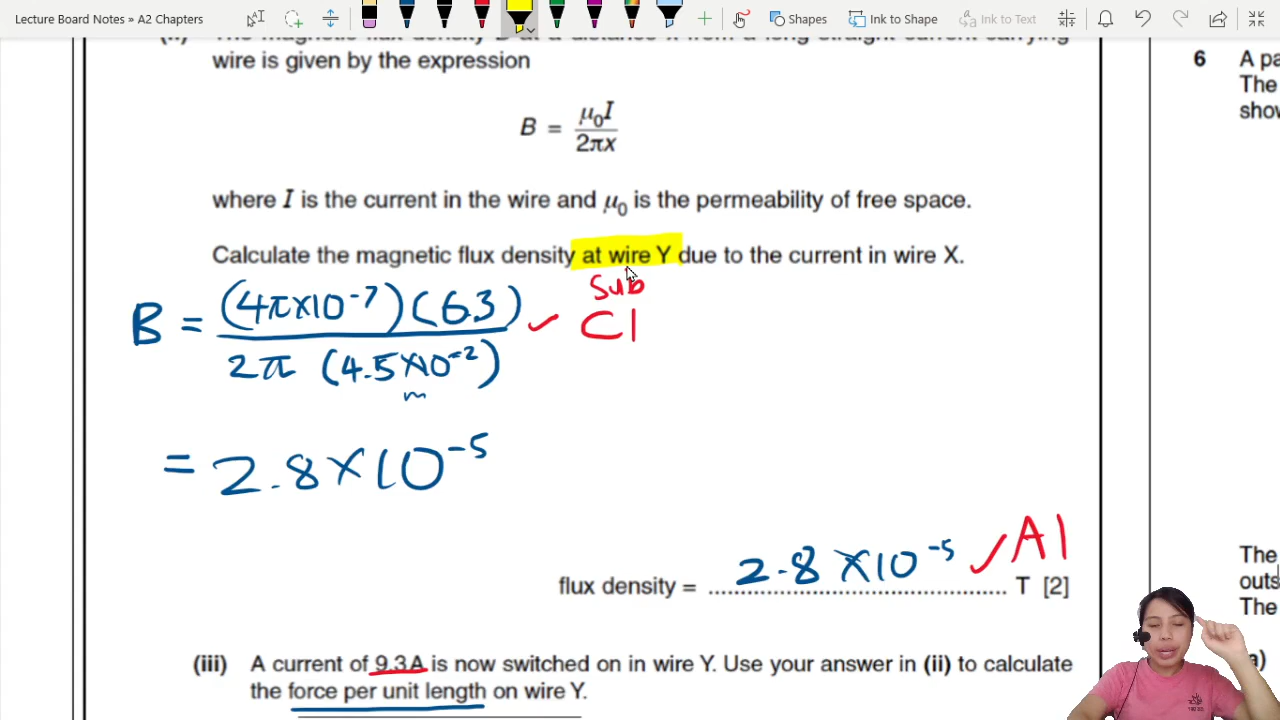 Lecture Board Notes » A2 Chapters
Shapes
Ink to Shape
Ink to Text
wire is given by the expression
B = μ0I / 2πx
where I is the current in the wire and μ0 is the permeability of free space.
Calculate the magnetic flux density at wire Y due to the current in wire X.
Sub
B = (4π×10⁻⁷)(6.3) / 2π (4.5×10⁻²) ✓ C1
m
= 2.8×10⁻⁵
flux density = 2.8×10⁻⁵ T [2] ✓ A1
(iii) A current of 9.3A is now switched on in wire Y. Use your answer in (ii) to calculate
the force per unit length on wire Y.
6 A pa
The
show
The
outs
The
a)